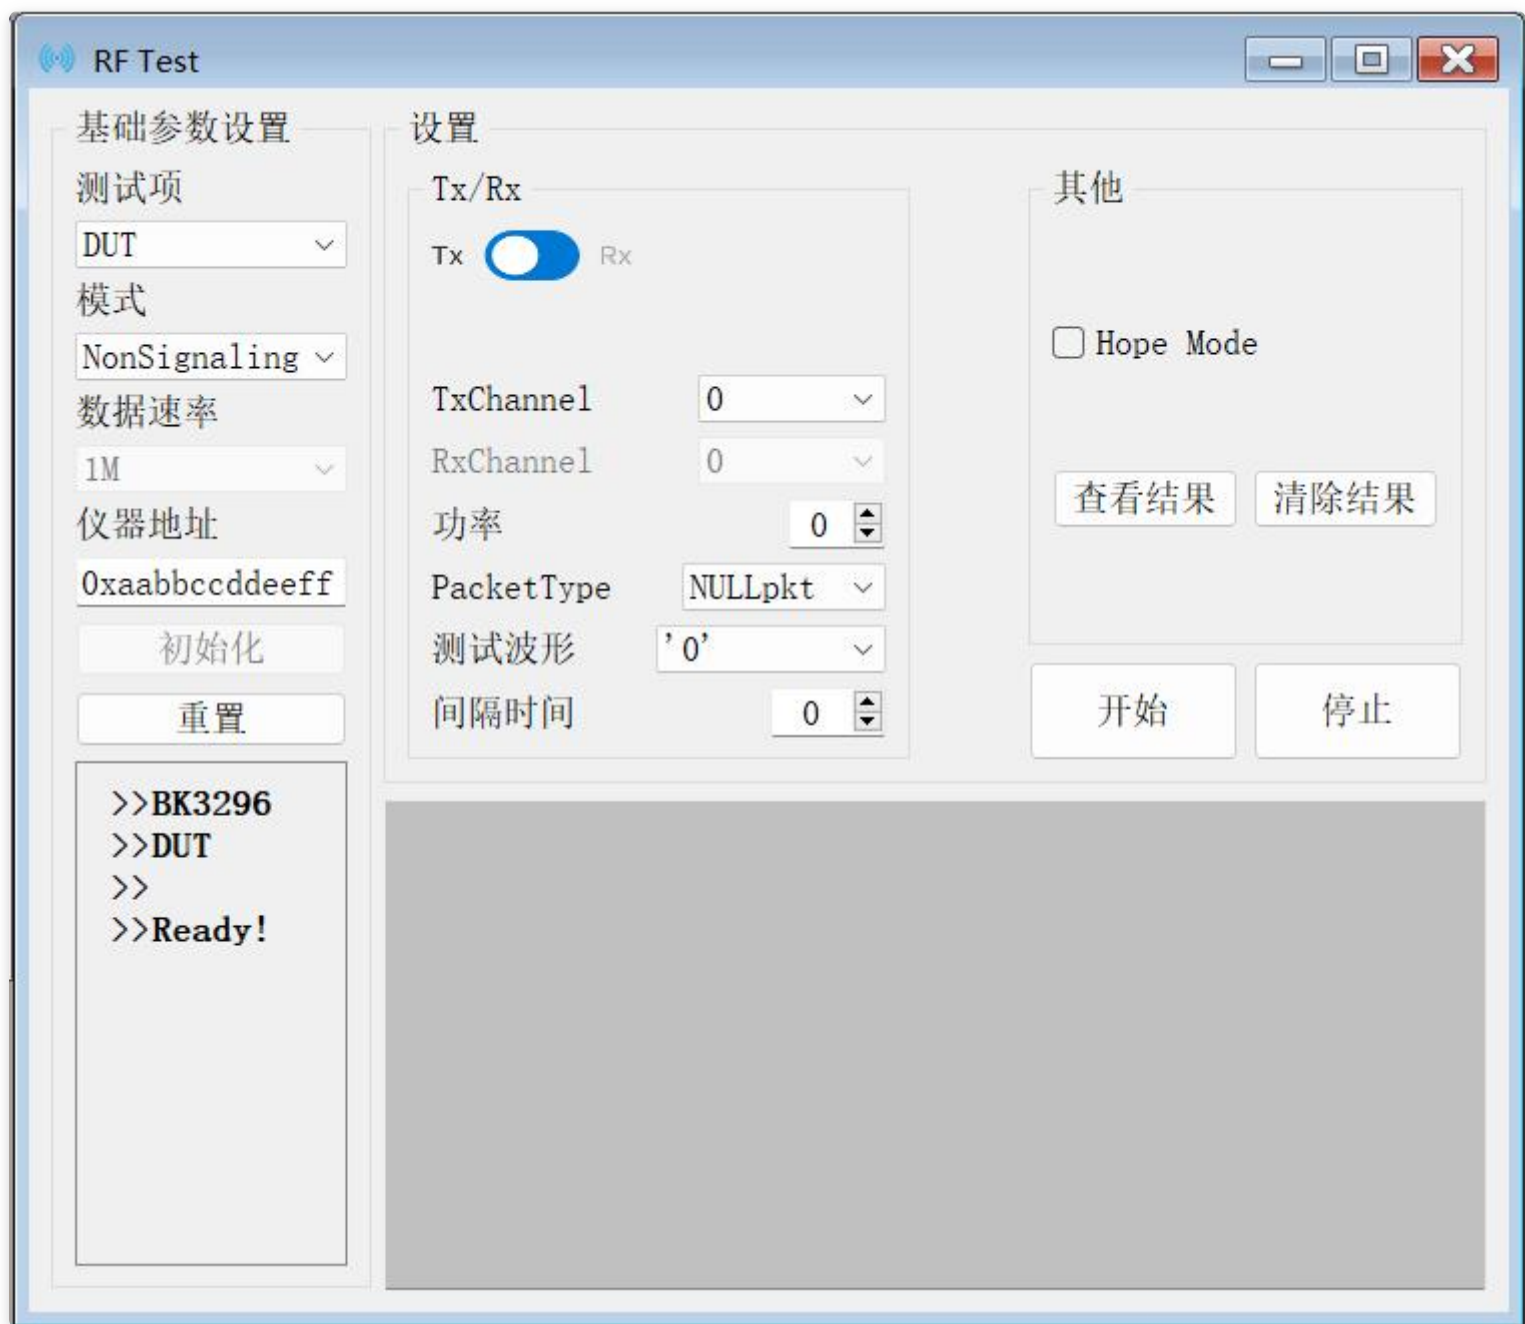 RF Test
基础参数设置
测试项
DUT
模式
NonSignaling
数据速率
1M
仪器地址
0xaabbccddeeff
初始化
重置
>>BK3296
>>DUT
>>
>>Ready!
设置
Tx/Rx
Tx Rx
TxChannel 0
RxChannel 0
功率 0
PacketType NULLpkt
测试波形 '0'
间隔时间 0
其他
Hope Mode
查看结果 清除结果
开始 停止